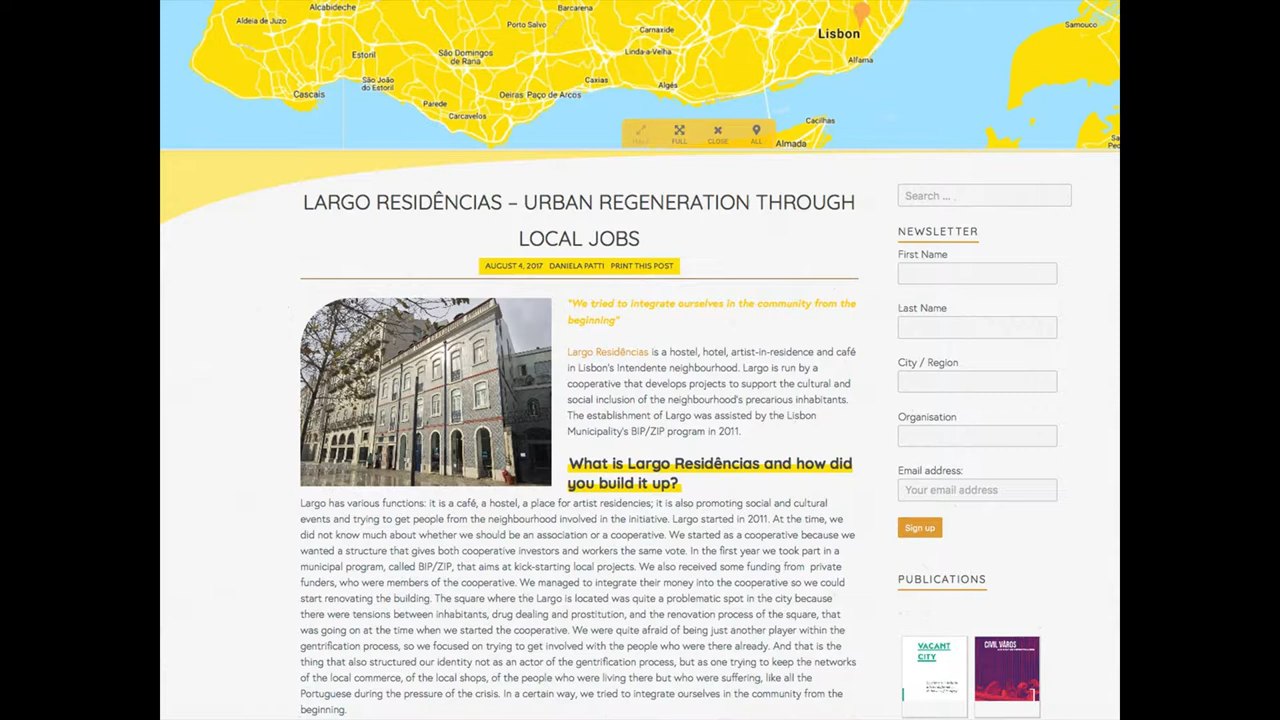 Alcabideche
Barcarena
Aldeia de Juzo
Porto Salvo
Carnaxide
Lisbon
Samouco
Estoril
São Domingos
de Rana
Linda-a-Velha
Alfama
São João
do Estoril
Caxias
Algés
Cascais
Oeiras
Paço de Arcos
Parede
Carcavelos
Cacilhas
Almada
FULL
CLOSE
ALL
LARGO RESIDÊNCIAS – URBAN REGENERATION THROUGH
LOCAL JOBS
AUGUST 4, 2017 DANIELA PATTI PRINT THIS POST
"We tried to integrate ourselves in the community from the
beginning"
Largo Residências is a hostel, hotel, artist-in-residence and café
in Lisbon's Intendente neighbourhood. Largo is run by a
cooperative that develops projects to support the cultural and
social inclusion of the neighbourhood's precarious inhabitants.
The establishment of Largo was assisted by the Lisbon
Municipality's BIP/ZIP program in 2011.
What is Largo Residências and how did
you build it up?
Largo has various functions: it is a café, a hostel, a place for artist residencies; it is also promoting social and cultural
events and trying to get people from the neighbourhood involved in the initiative. Largo started in 2011. At the time, we
did not know much about whether we should be an association or a cooperative. We started as a cooperative because we
wanted a structure that gives both cooperative investors and workers the same vote. In the first year we took part in a
municipal program, called BIP/ZIP, that aims at kick-starting local projects. We also received some funding from private
funders, who were members of the cooperative. We managed to integrate their money into the cooperative so we could
start renovating the building. The square where the Largo is located was quite a problematic spot in the city because
there were tensions between inhabitants, drug dealing and prostitution, and the renovation process of the square, that
was going on at the time when we started the cooperative. We were quite afraid of being just another player within the
gentrification process, so we focused on trying to get involved with the people who were there already. And that is the
thing that also structured our identity not as an actor of the gentrification process, but as one trying to keep the networks
of the local commerce, of the local shops, of the people who were living there but who were suffering, like all the
Portuguese during the pressure of the crisis. In a certain way, we tried to integrate ourselves in the community from the
beginning.
Search ...
NEWSLETTER
First Name
Last Name
City / Region
Organisation
Email address:
Your email address
Sign up
PUBLICATIONS
VACANT
CITY
CIVIL VÁROS